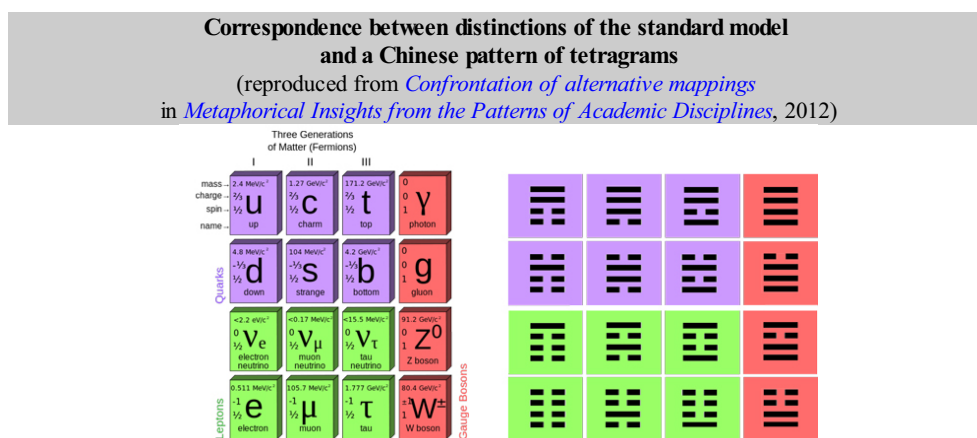 Correspondence between distinctions of the standard model
and a Chinese pattern of tetragrams
(reproduced from Confrontation of alternative mappings
in Metaphorical Insights from the Patterns of Academic Disciplines, 2012)
Three Generations
of Matter (Fermions)
I II III
mass→ 2.4 MeV/c² 1.27 GeV/c² 171.2 GeV/c² 0
charge→ ⅔ ⅔ ⅔ 0
spin→ ½ u ½ c ½ t 1 γ
name→ up charm top photon
Quarks
4.8 MeV/c² 104 MeV/c² 4.2 GeV/c² 0
-⅓ -⅓ -⅓ 0
½ d ½ s ½ b 1 g
down strange bottom gluon
<2.2 eV/c² <0.17 MeV/c² <15.5 MeV/c² 91.2 GeV/c²
0 0 0 0
½ νe ½ νμ ½ ντ 1 Z⁰
electron neutrino muon neutrino tau neutrino Z boson
Leptons
0.511 MeV/c² 105.7 MeV/c² 1.777 GeV/c² 80.4 GeV/c²
-1 -1 -1 ±1
½ e ½ μ ½ τ 1 W±
electron muon tau W boson
Gauge Bosons